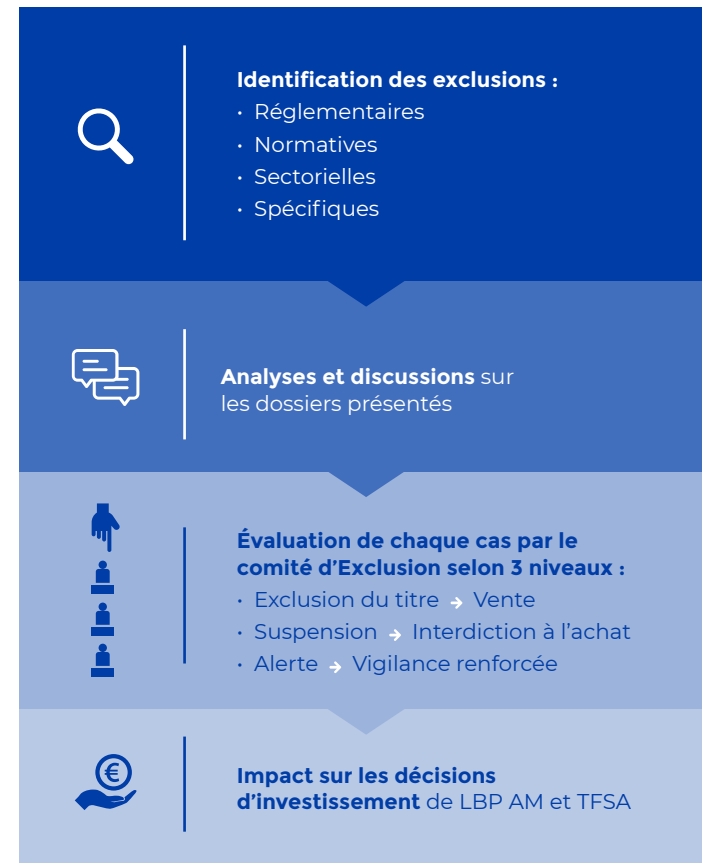 Identification des exclusions :
· Réglementaires
· Normatives
· Sectorielles
· Spécifiques
Analyses et discussions sur
les dossiers présentés
Évaluation de chaque cas par le
comité d'Exclusion selon 3 niveaux :
· Exclusion du titre → Vente
· Suspension → Interdiction à l'achat
· Alerte → Vigilance renforcée
€
Impact sur les décisions
d'investissement de LBP AM et TFSA